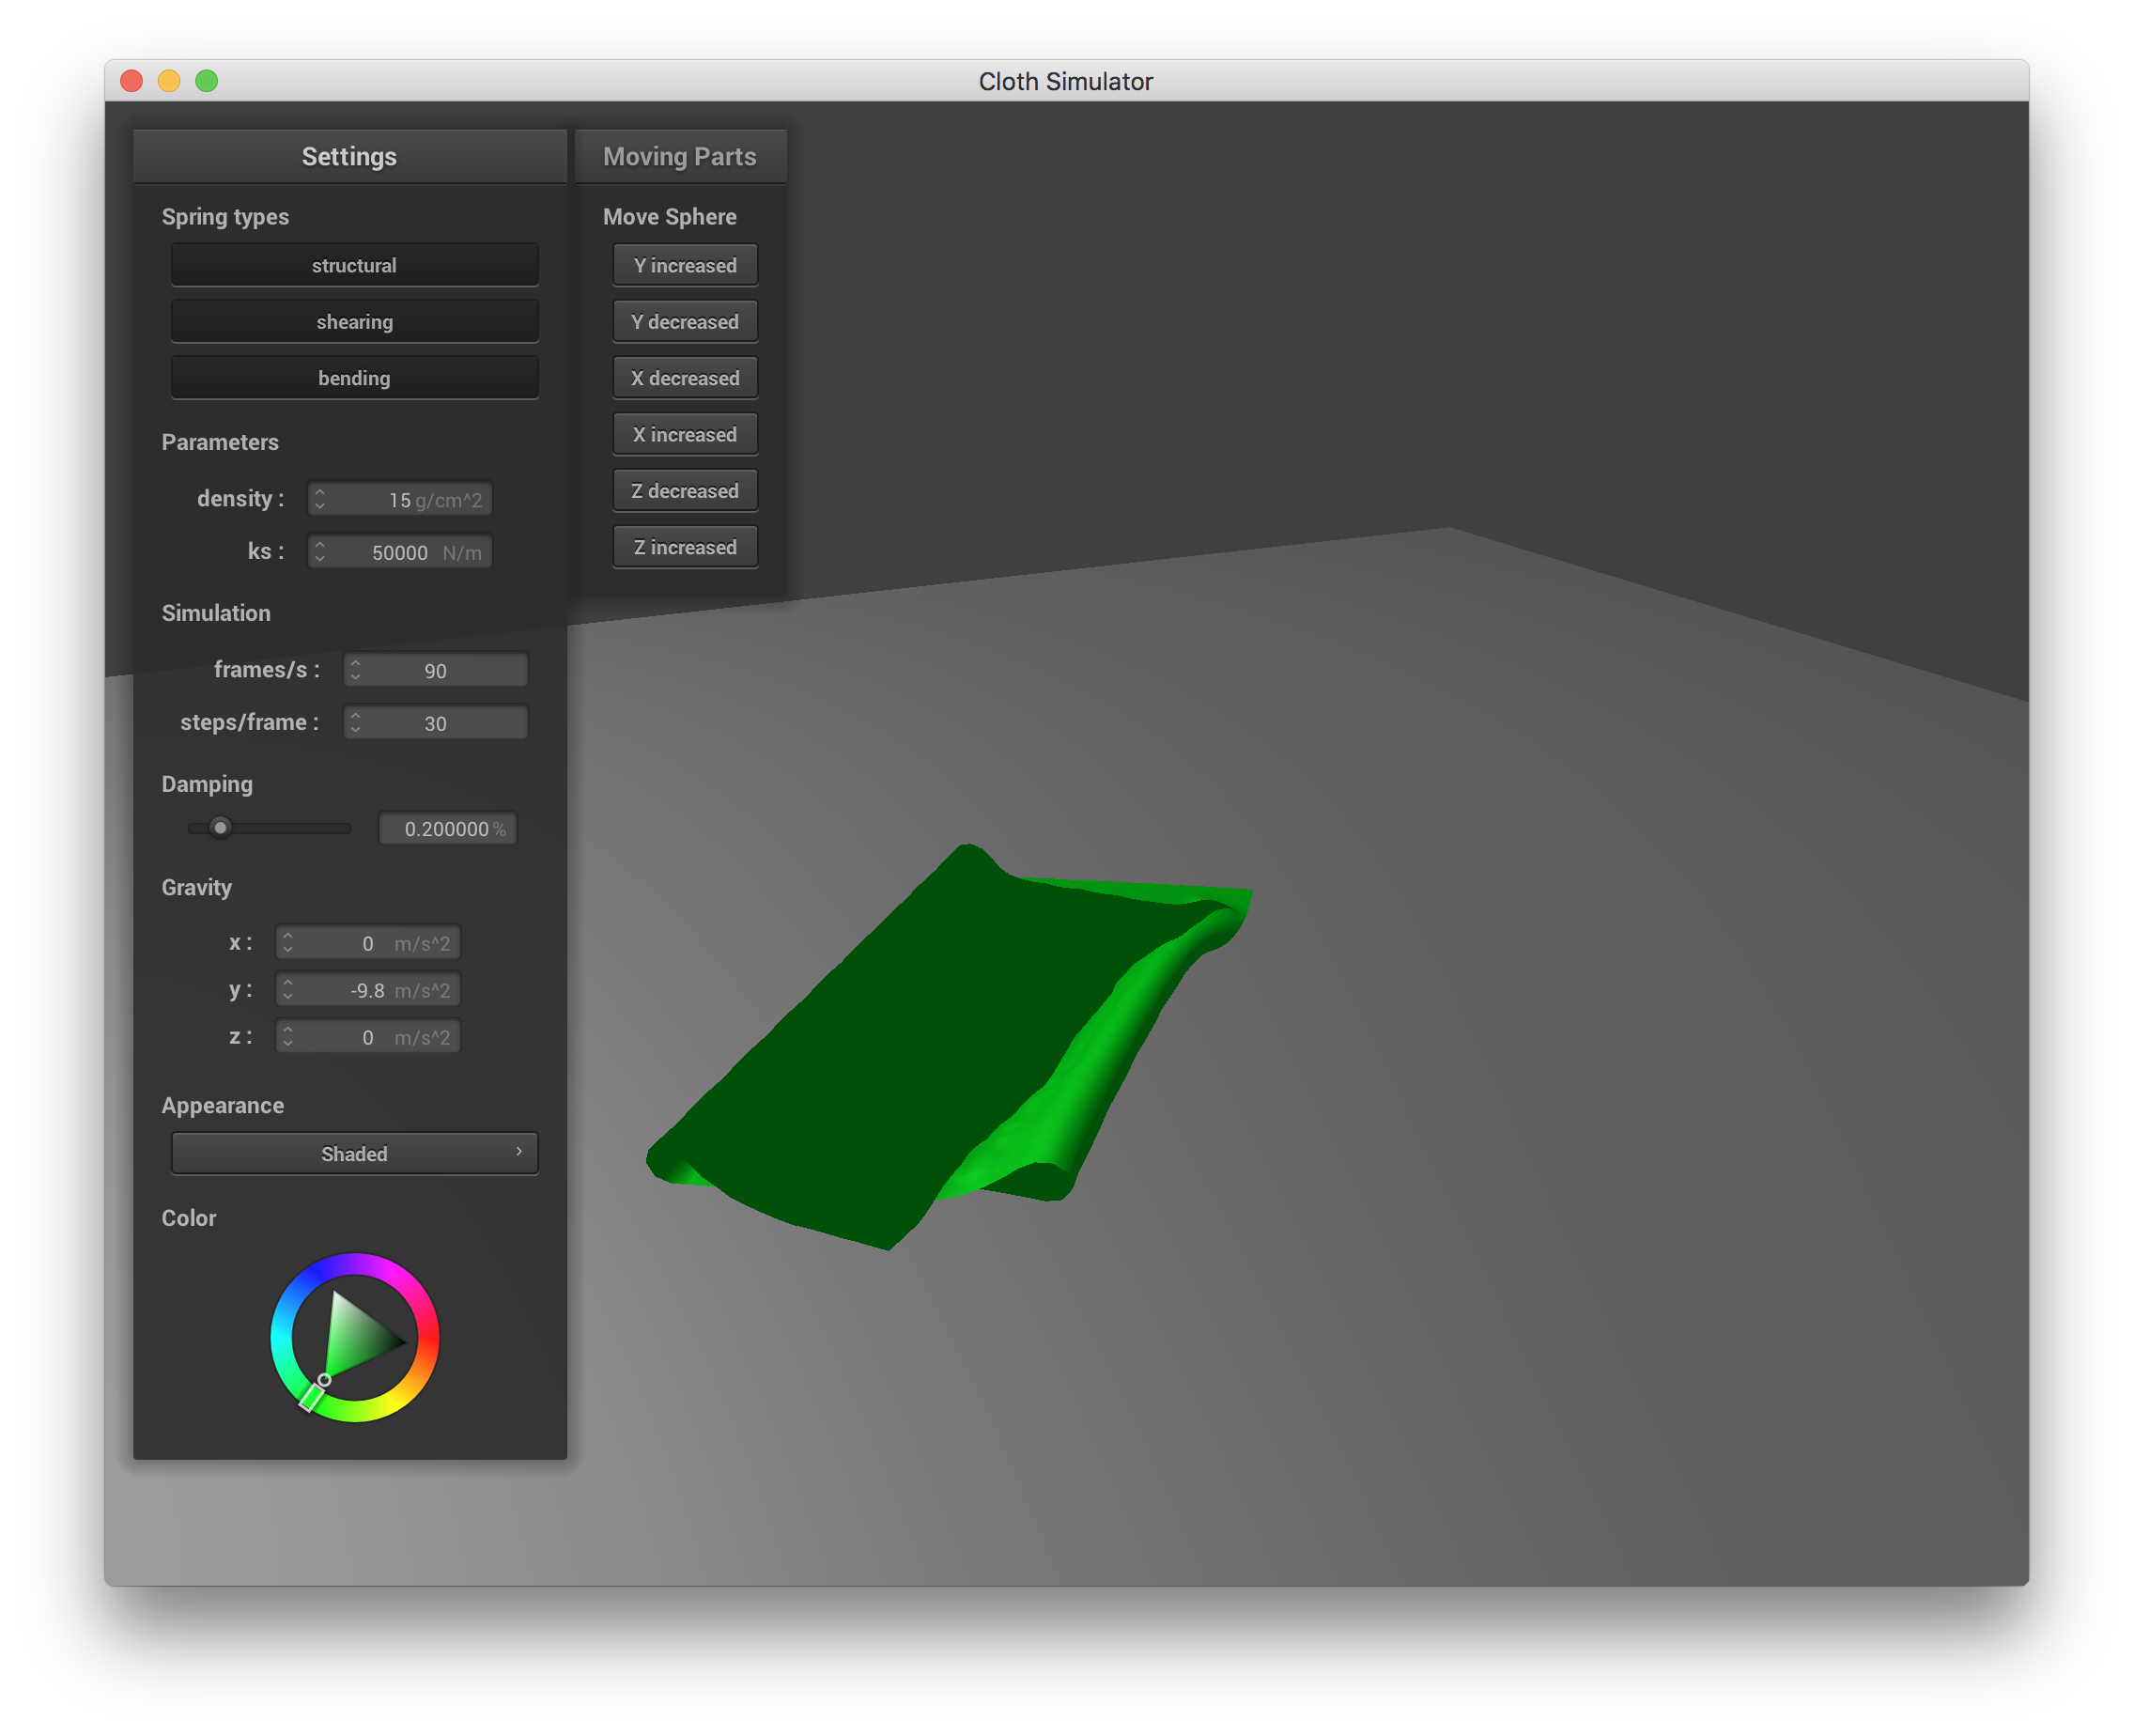 Cloth Simulator
Settings
Spring types
structural
shearing
bending
Parameters
density : 15 g/cm^2
ks : 50000 N/m
Simulation
frames/s : 90
steps/frame : 30
Damping
0.200000 %
Gravity
x : 0 m/s^2
y : -9.8 m/s^2
z : 0 m/s^2
Appearance
Shaded
Color
Moving Parts
Move Sphere
Y increased
Y decreased
X decreased
X increased
Z decreased
Z increased